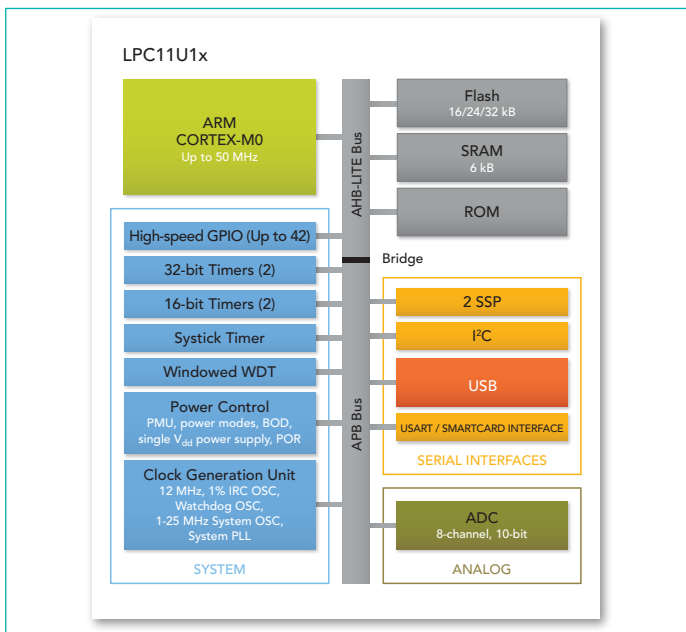 LPC11U1x
ARM
CORTEX-M0
Up to 50 MHz
AHB-LITE Bus
Flash
16/24/32 kB
SRAM
6 kB
ROM
High-speed GPIO (Up to 42)
Bridge
32-bit Timers (2)
16-bit Timers (2)
Systick Timer
Windowed WDT
Power Control
PMU, power modes, BOD,
single Vdd power supply, POR
Clock Generation Unit
12 MHz, 1% IRC OSC,
Watchdog OSC,
1-25 MHz System OSC,
System PLL
SYSTEM
APB Bus
2 SSP
I²C
USB
USART / SMARTCARD INTERFACE
SERIAL INTERFACES
ADC
8-channel, 10-bit
ANALOG